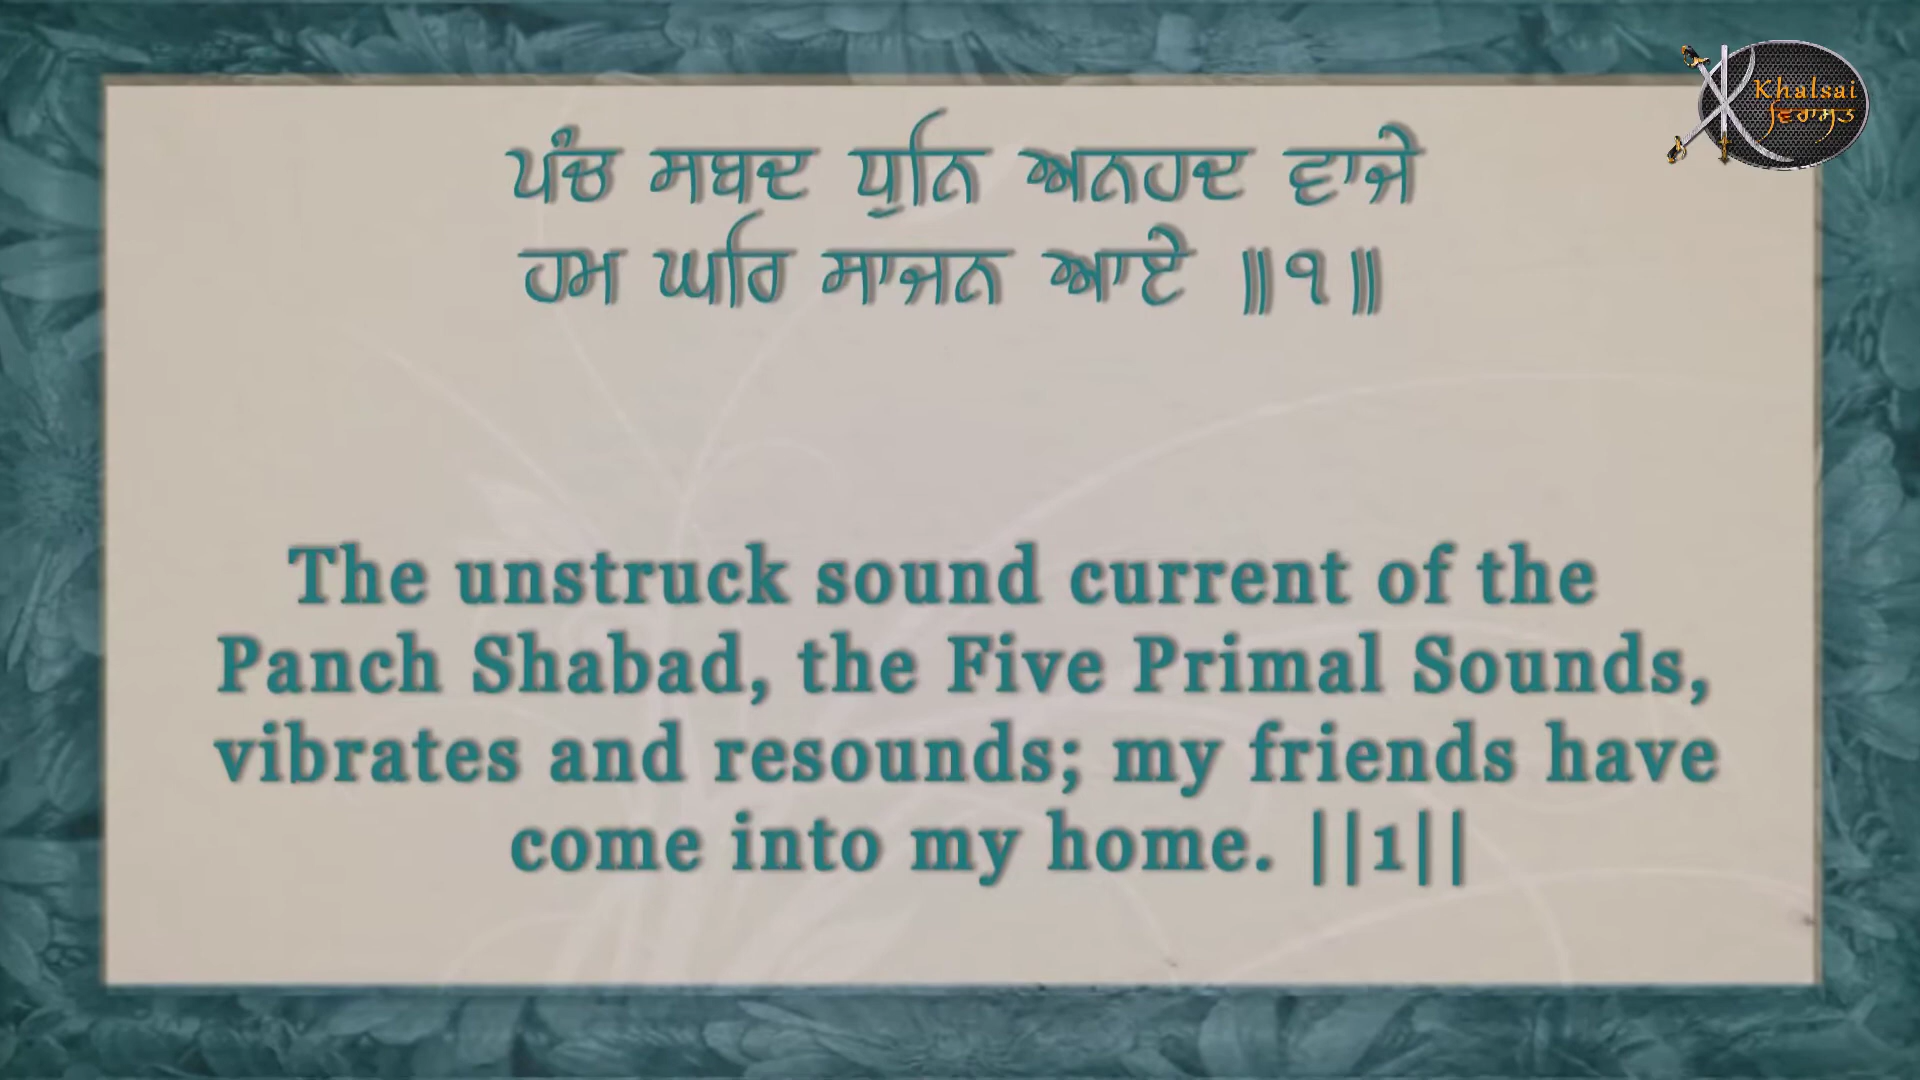 Khalsai
ਵਿਰਾਸਤ
ਪੰਚ ਸਬਦ ਧੁਨਿ ਅਨਹਦ ਵਾਜੇ
ਹਮ ਘਰਿ ਸਾਜਨ ਆਏ ॥੧॥
The unstruck sound current of the
Panch Shabad, the Five Primal Sounds,
vibrates and resounds; my friends have
come into my home. ||1||